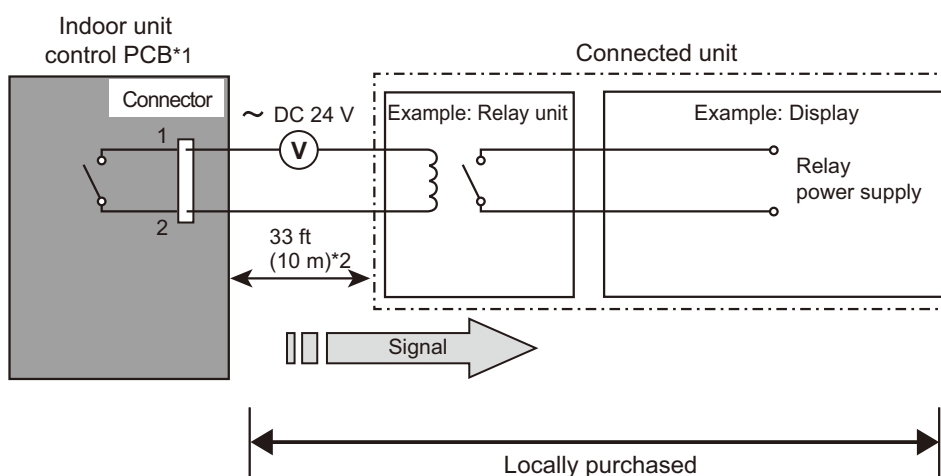 Indoor unit
control PCB*1
Connected unit
Connector
~ DC 24 V
Example: Relay unit
Example: Display
1
V
Relay
power supply
2
33 ft
(10 m)*2
Signal
Locally purchased